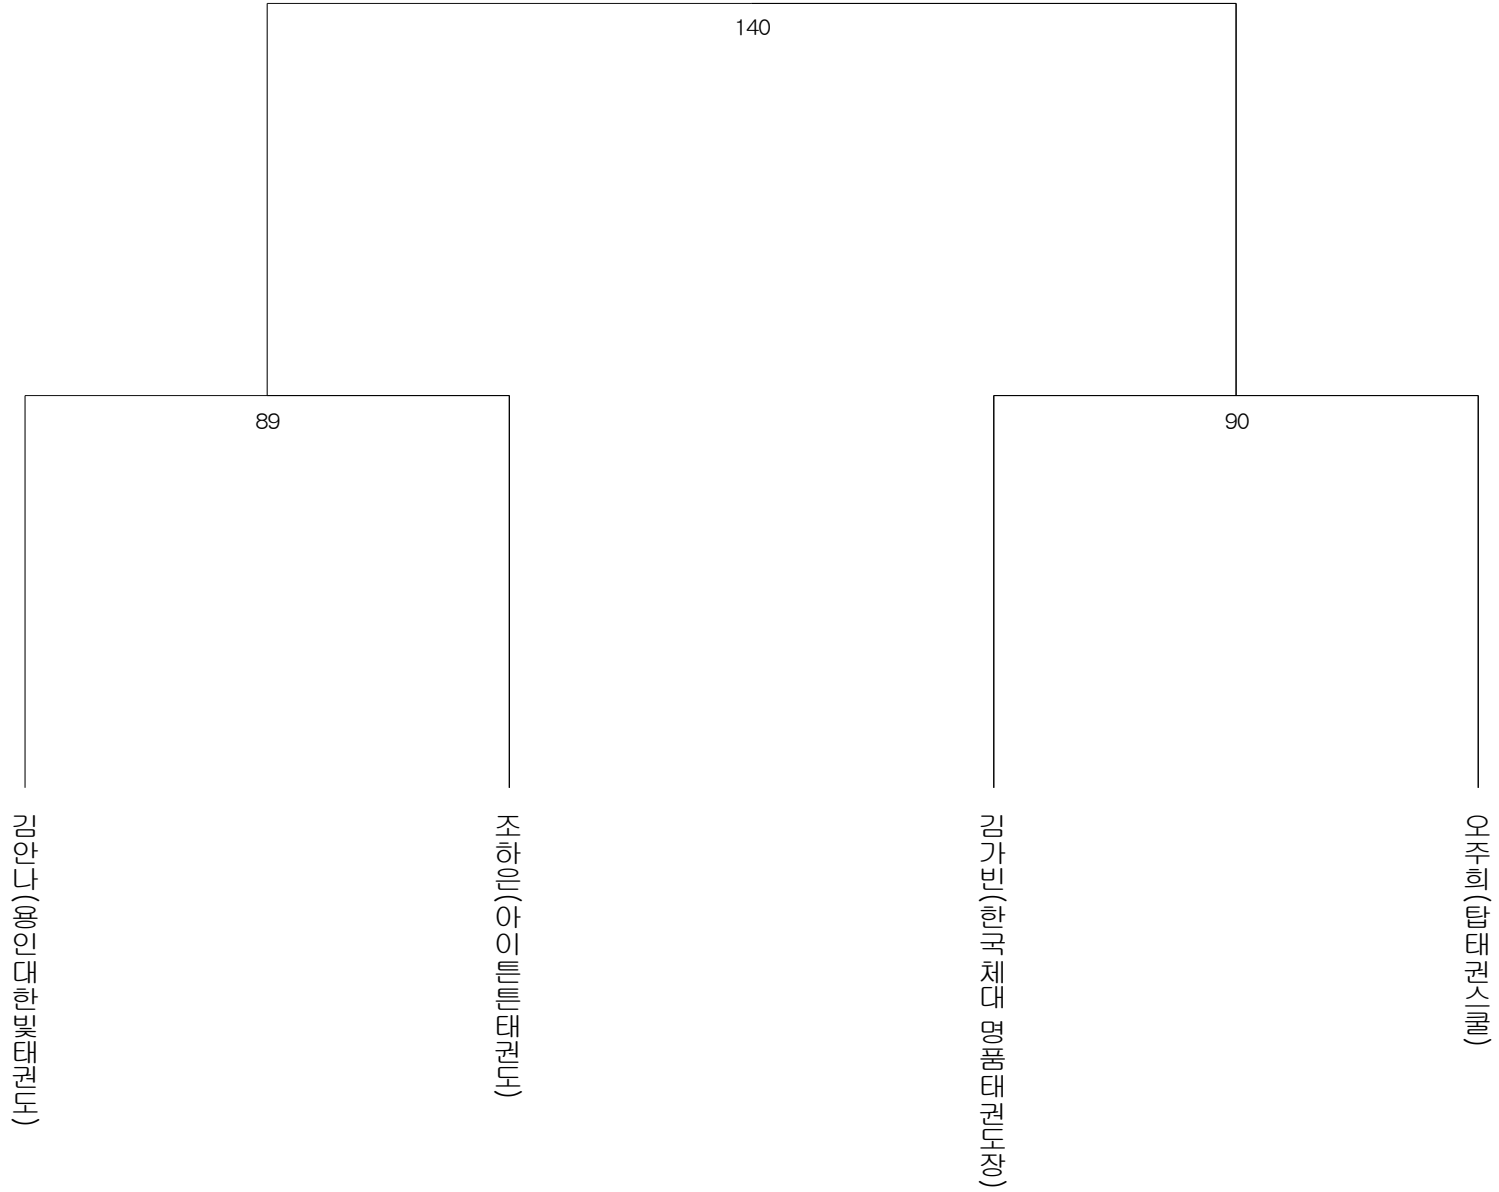 140
89
90
김안나(용인대한빛태권도)
조하은(아이튼튼태권도)
김가빈(한국체대 명품태권도장)
오주희(탑태권스쿨)